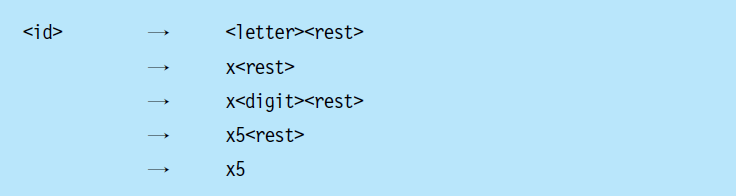 <id> → <letter><rest>
→ x<rest>
→ x<digit><rest>
→ x5<rest>
→ x5